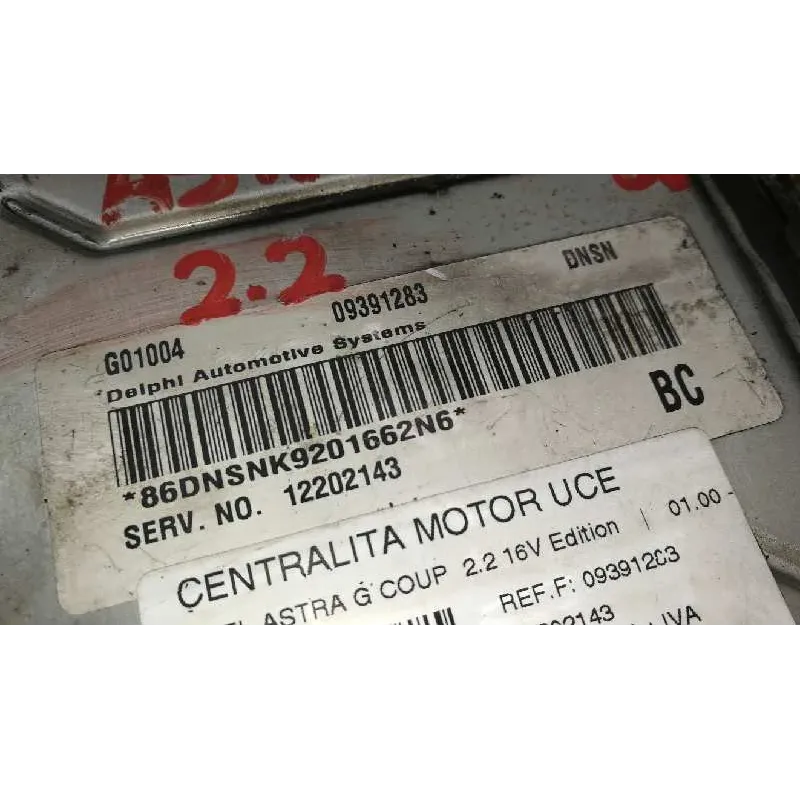 2.2
G01004 09391283 DNSN
Delphi Automotive Systems
*86DNSNK9201662N6*
BC
SERV. NO. 12202143
CENTRALITA MOTOR UCE
ASTRA G COUP 2.2 16V Edition | 01.00 -
REF.F: 09391283
IVA